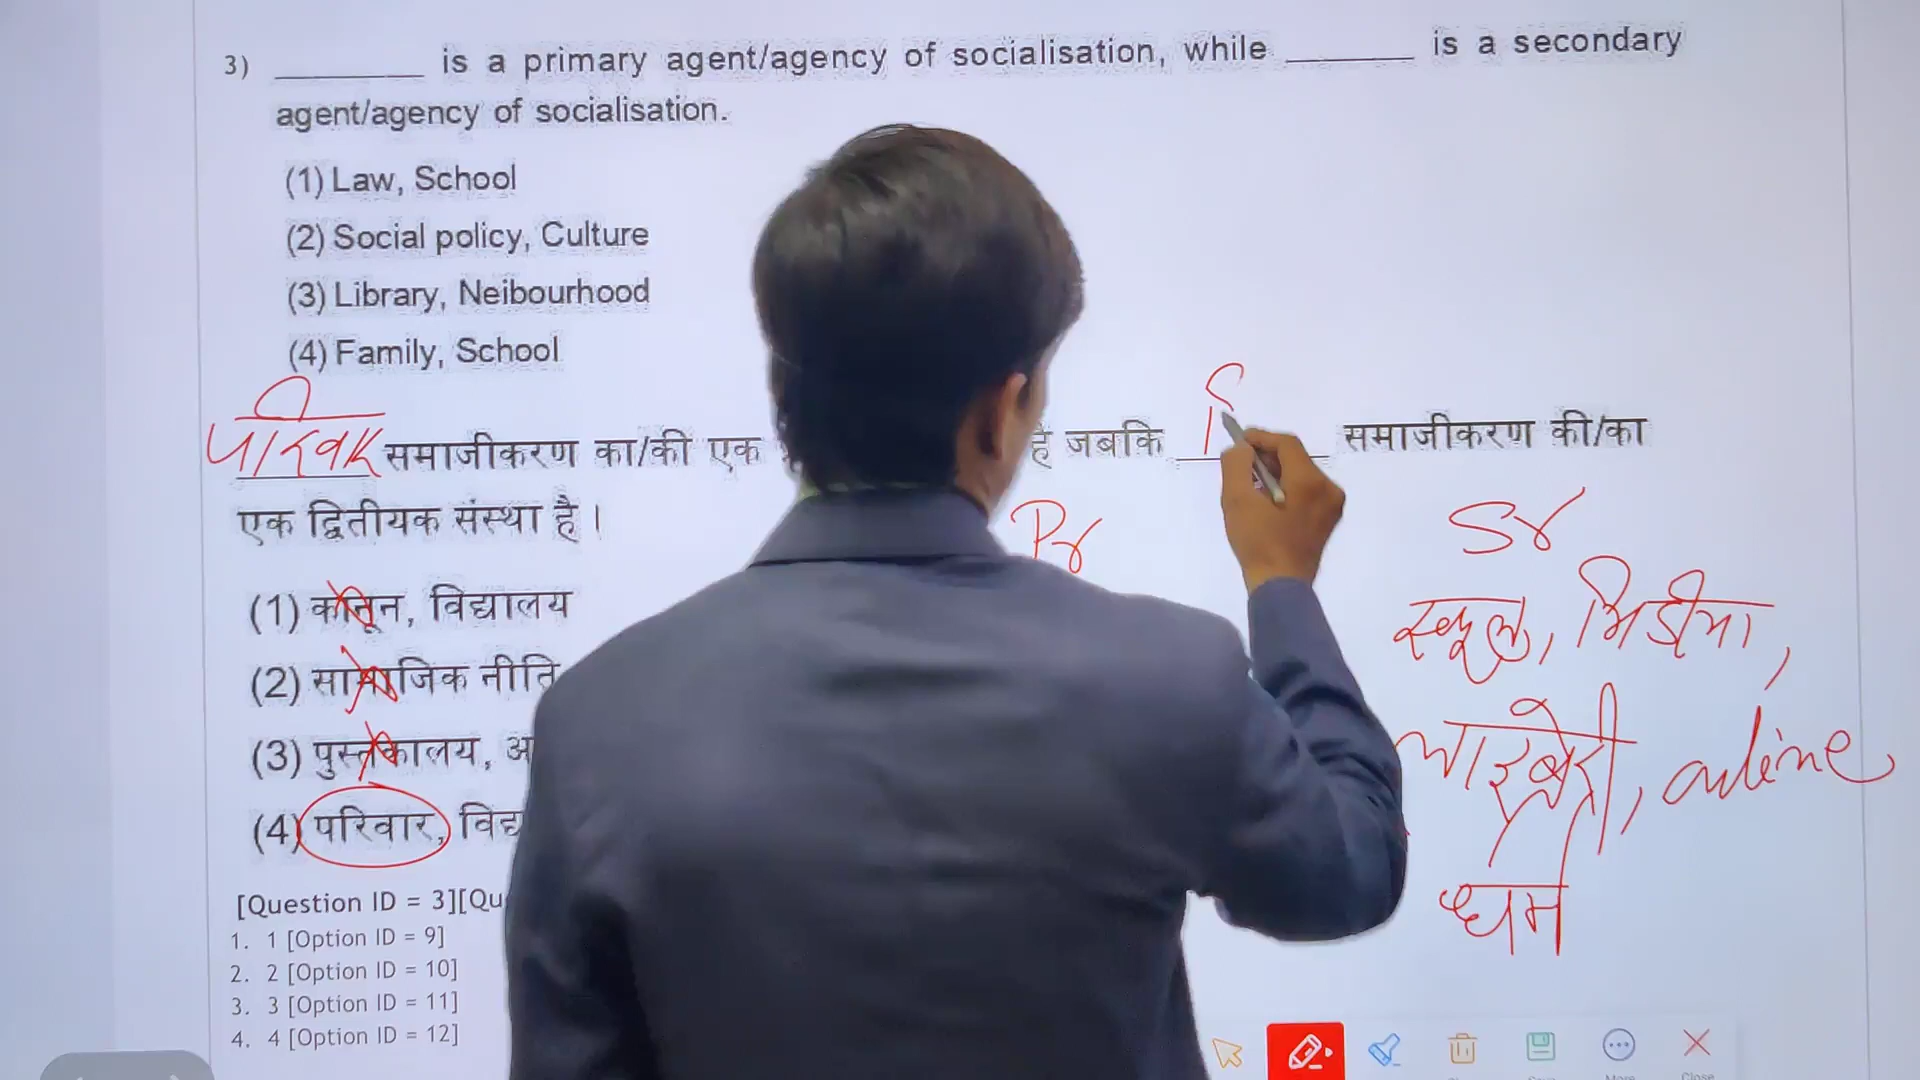 3) ________ is a primary agent/agency of socialisation, while _______ is a secondary
agent/agency of socialisation.
(1) Law, School
(2) Social policy, Culture
(3) Library, Neibourhood
(4) Family, School
परिवार समाजीकरण का/की एक है जबकि ________ समाजीकरण की/का
एक द्वितीयक संस्था है।
Pr
Sr
(1) कानून, विद्यालय
(2) सामाजिक नीति
(3) पुस्तकालय, अ
(4) परिवार, विद्य
स्कूल, मिडीया,
लाइब्रेरी, online
धर्म
[Question ID = 3][Qu
1. 1 [Option ID = 9]
2. 2 [Option ID = 10]
3. 3 [Option ID = 11]
4. 4 [Option ID = 12]